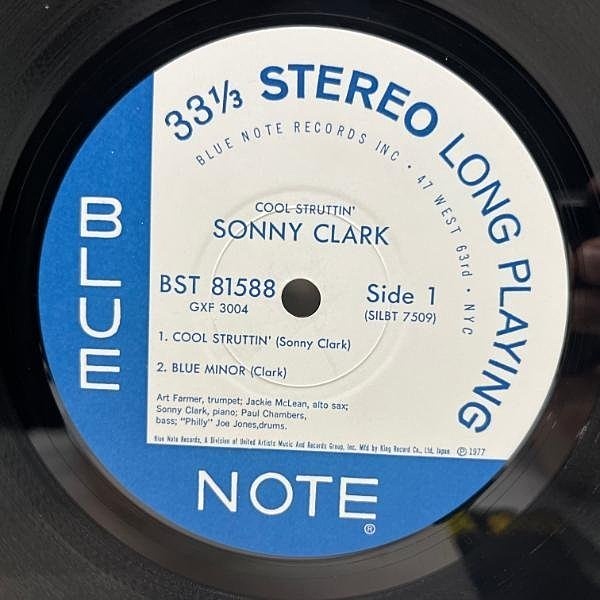 33 1/3 STEREO LONG PLAYING
BLUE NOTE RECORDS INC • 47 WEST 63rd • NYC
COOL STRUTTIN'
SONNY CLARK
BST 81588
GXF 3004
Side 1
(SILBT 7509)
1. COOL STRUTTIN' (Sonny Clark)
2. BLUE MINOR (Clark)
Art Farmer, trumpet; Jackie McLean, alto sax;
Sonny Clark, piano; Paul Chambers,
bass; "Philly" Joe Jones,drums.
Blue Note Records, A Division of United Artists Music And Records Group, Inc. Mfd by King Record Co., Ltd, Japan ℗ 1977
BLUE
NOTE®